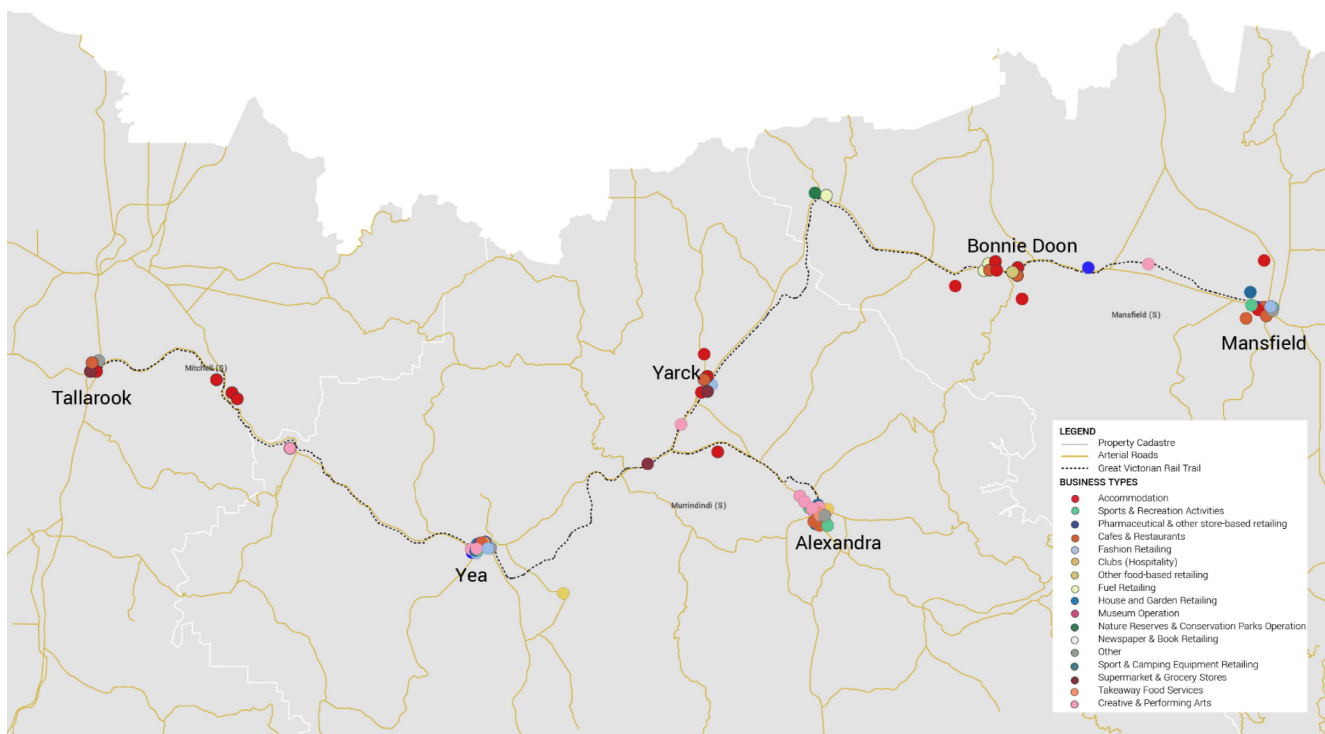 Bonnie Doon
Mansfield (S)
Mansfield
Yarck
Mitchell (S)
Tallarook
Murrindindi (S)
Alexandra
Yea
LEGEND
Property Cadastre
Arterial Roads
Great Victorian Rail Trail
BUSINESS TYPES
Accommodation
Sports & Recreation Activities
Pharmaceutical & other store-based retailing
Cafes & Restaurants
Fashion Retailing
Clubs (Hospitality)
Other food-based retailing
Fuel Retailing
House and Garden Retailing
Museum Operation
Nature Reserves & Conservation Parks Operation
Newspaper & Book Retailing
Other
Sport & Camping Equipment Retailing
Supermarket & Grocery Stores
Takeaway Food Services
Creative & Performing Arts